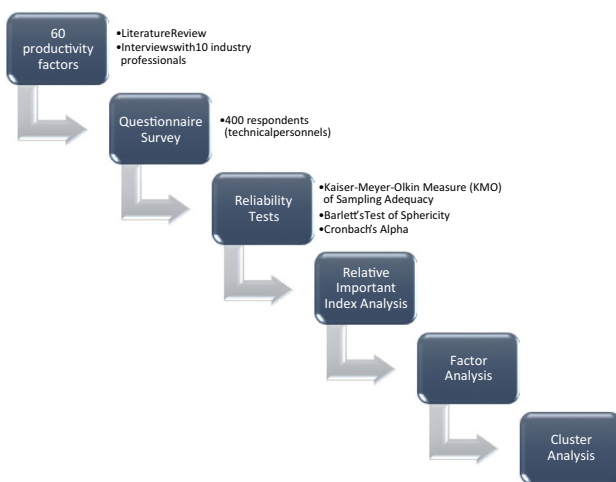 60
productivity
factors
•LiteratureReview
•Interviewswith10 industry
professionals
Questionnaire
Survey
•400 respondents
(technicalpersonnels)
Reliability
Tests
•Kaiser-Meyer-Olkin Measure (KMO)
of Sampling Adequacy
•Barlett'sTest of Sphericity
•Cronbach's Alpha
Relative
Important
Index Analysis
Factor
Analysis
Cluster
Analysis